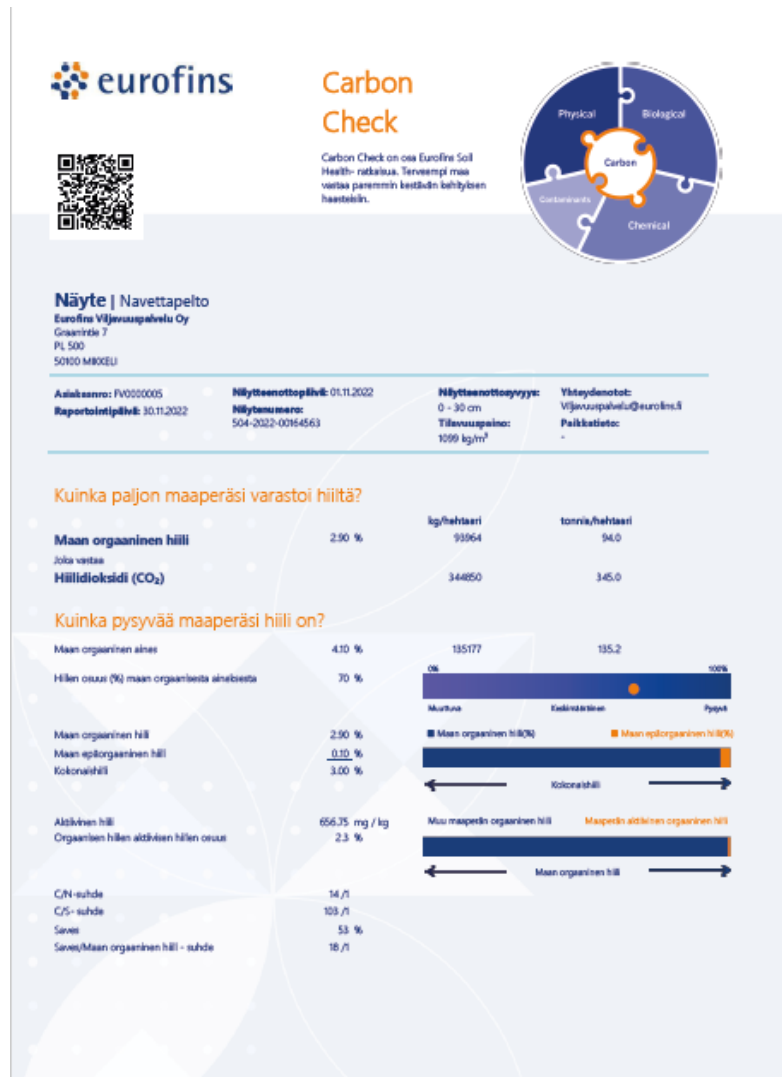 eurofins
Carbon
Check
Carbon Check on osa Eurofins Soil
Health- ratkaisua. Terveempi maa
vastaa paremmin kestävän kehityksen
haasteisiin.
Physical
Biological
Carbon
Contaminants
Chemical
Näyte | Navettapelto
Eurofins Viljavuuspalvelu Oy
Graanintie 7
PL 500
50100 MIKKELI
Asiakasnro: FV0000005
Raportointipäivä: 30.11.2022
Näytteenottopäivä: 01.11.2022
Näytenumero:
504-2022-00164563
Näytteenottosyvyys:
0 - 30 cm
Tilavuuspaino:
1099 kg/m³
Yhteydenotot:
Viljavuuspalvelu@eurofins.fi
Paikkatieto:
-
Kuinka paljon maaperäsi varastoi hiiltä?
kg/hehtaari tonnia/hehtaari
Maan orgaaninen hiili 2.90 % 93964 94.0
Joka vastaa
Hiilidioksidi (CO₂) 344850 345.0
Kuinka pysyvää maaperäsi hiili on?
Maan orgaaninen aines 4.10 % 135177 135.2
0% 100%
Hiilen osuus (%) maan orgaanisesta aineksesta 70 %
Muuttuva Keskimääräinen Pysyvä
Maan orgaaninen hiili 2.90 % Maan orgaaninen hiili(%) Maan epäorgaaninen hiili(%)
Maan epäorgaaninen hiili 0.10 %
Kokonaishiili 3.00 %
Kokonaishiili
Aktiivinen hiili 656.75 mg / kg Muu maaperän orgaaninen hiili Maaperän aktiivinen orgaaninen hiili
Orgaanisen hiilen aktiivisen hiilen osuus 2.3 %
Maan orgaaninen hiili
C/N-suhde 14 /1
C/S- suhde 103 /1
Saves 53 %
Saves/Maan orgaaninen hiili - suhde 18 /1